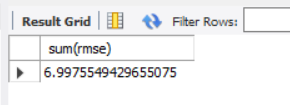 Result Grid Filter Rows:
sum(rmse)
6.9975549429655075